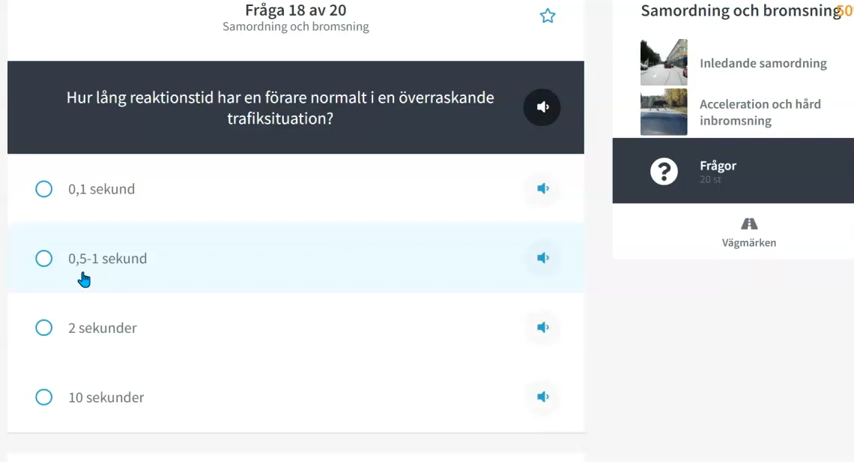 Fråga 18 av 20
Samordning och bromsning
Hur lång reaktionstid har en förare normalt i en överraskande
trafiksituation?
0,1 sekund
0,5-1 sekund
2 sekunder
10 sekunder
Samordning och bromsning
Inledande samordning
Acceleration och hård
inbromsning
Frågor
20 st
Vägmärken